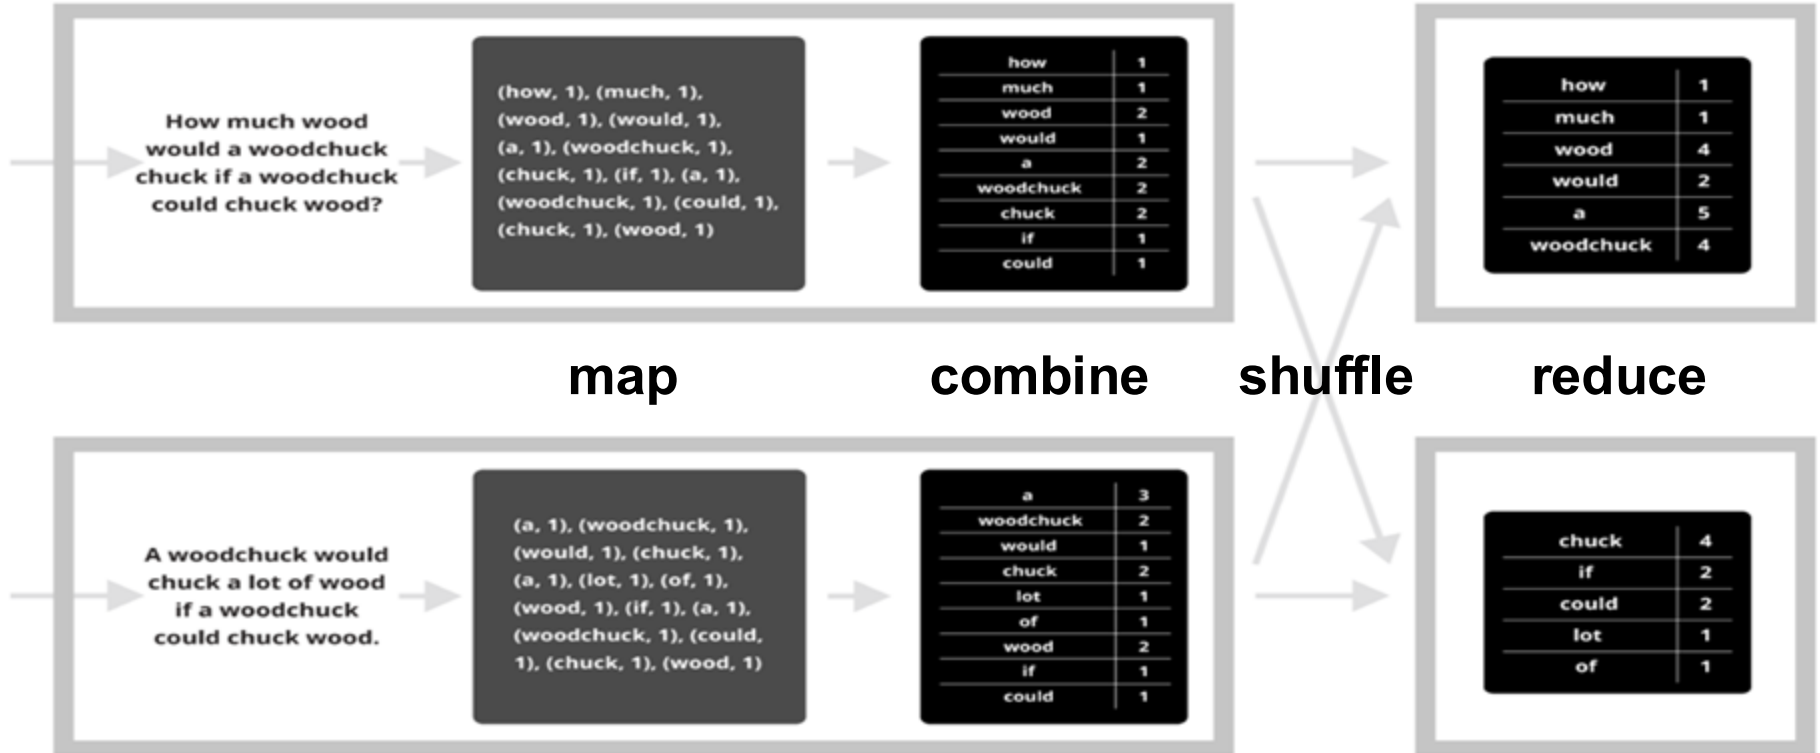 How much wood
would a woodchuck
chuck if a woodchuck
could chuck wood?
(how, 1), (much, 1),
(wood, 1), (would, 1),
(a, 1), (woodchuck, 1),
(chuck, 1), (if, 1), (a, 1),
(woodchuck, 1), (could, 1),
(chuck, 1), (wood, 1)
how 1
much 1
wood 2
would 1
a 2
woodchuck 2
chuck 2
if 1
could 1
how 1
much 1
wood 4
would 2
a 5
woodchuck 4
map combine shuffle reduce
A woodchuck would
chuck a lot of wood
if a woodchuck
could chuck wood.
(a, 1), (woodchuck, 1),
(would, 1), (chuck, 1),
(a, 1), (lot, 1), (of, 1),
(wood, 1), (if, 1), (a, 1),
(woodchuck, 1), (could,
1), (chuck, 1), (wood, 1)
a 3
woodchuck 2
would 1
chuck 2
lot 1
of 1
wood 2
if 1
could 1
chuck 4
if 2
could 2
lot 1
of 1